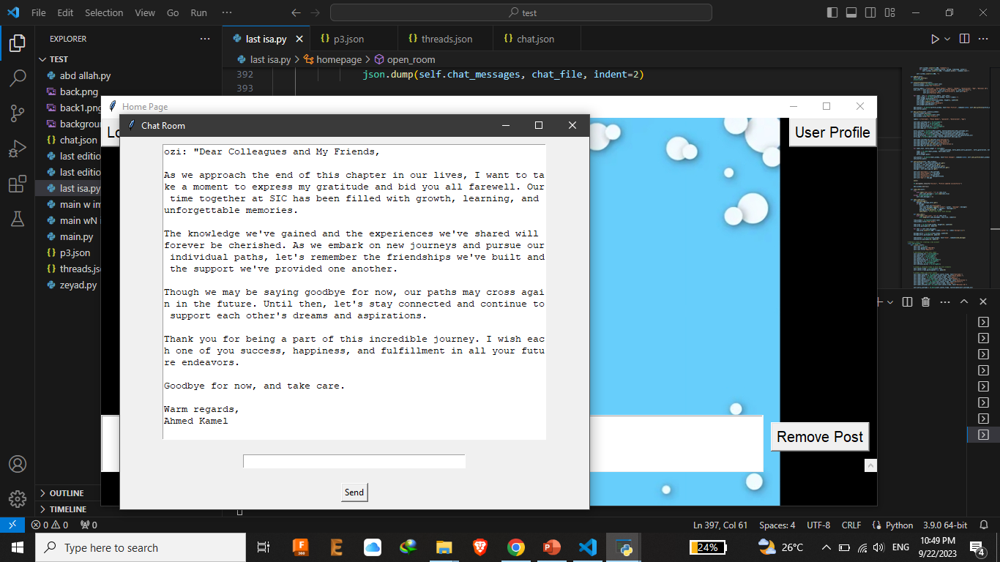 File Edit Selection View Go Run ···
test
EXPLORER
TEST
abd allah.py
back.png
back1.png
backgroun
chat.json
last editio
last editio
last isa.py
main w im
main wN i
main.py
p3.json
threads.jso
zeyad.py
OUTLINE
TIMELINE
last isa.py
p3.json
threads.json
chat.json
last isa.py > homepage > open_room
392 json.dump(self.chat_messages, chat_file, indent=2)
393
Home Page
User Profile
Remove Post
Chat Room
ozi: "Dear Colleagues and My Friends,
As we approach the end of this chapter in our lives, I want to ta
ke a moment to express my gratitude and bid you all farewell. Our
time together at SIC has been filled with growth, learning, and
unforgettable memories.
The knowledge we've gained and the experiences we've shared will
forever be cherished. As we embark on new journeys and pursue our
individual paths, let's remember the friendships we've built and
the support we've provided one another.
Though we may be saying goodbye for now, our paths may cross agai
n in the future. Until then, let's stay connected and continue to
support each other's dreams and aspirations.
Thank you for being a part of this incredible journey. I wish eac
h one of you success, happiness, and fulfillment in all your futu
re endeavors.
Goodbye for now, and take care.
Warm regards,
Ahmed Kamel
Send
0 0 0
Ln 397, Col 61 Spaces: 4 UTF-8 CRLF Python 3.9.0 64-bit
Type here to search
24%
26°C
ENG
10:49 PM
9/22/2023
4